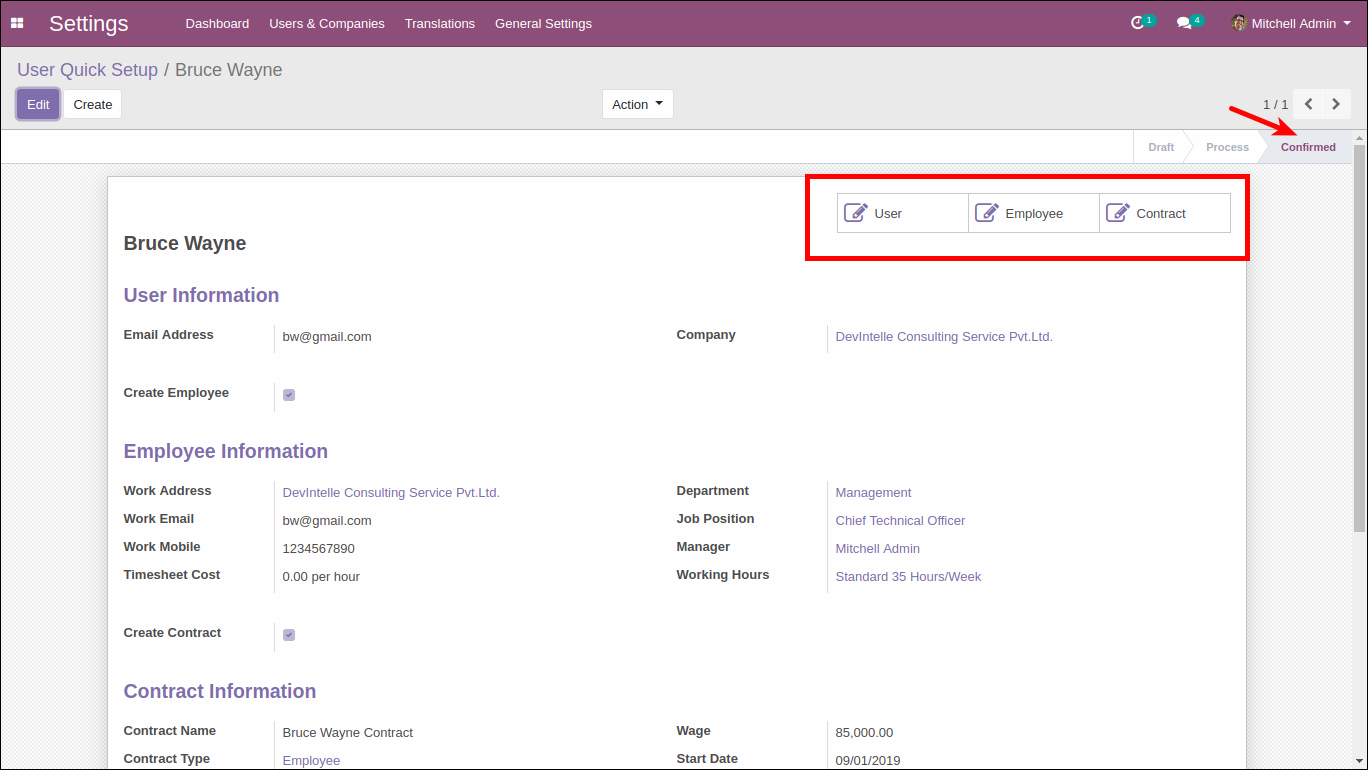 Settings Dashboard Users & Companies Translations General Settings 1 4 Mitchell Admin
User Quick Setup / Bruce Wayne
Edit Create Action 1 / 1
Draft Process Confirmed
User Employee Contract
Bruce Wayne
User Information
Email Address bw@gmail.com Company DevIntelle Consulting Service Pvt.Ltd.
Create Employee
Employee Information
Work Address DevIntelle Consulting Service Pvt.Ltd. Department Management
Work Email bw@gmail.com Job Position Chief Technical Officer
Work Mobile 1234567890 Manager Mitchell Admin
Timesheet Cost 0.00 per hour Working Hours Standard 35 Hours/Week
Create Contract
Contract Information
Contract Name Bruce Wayne Contract Wage 85,000.00
Contract Type Employee Start Date 09/01/2019